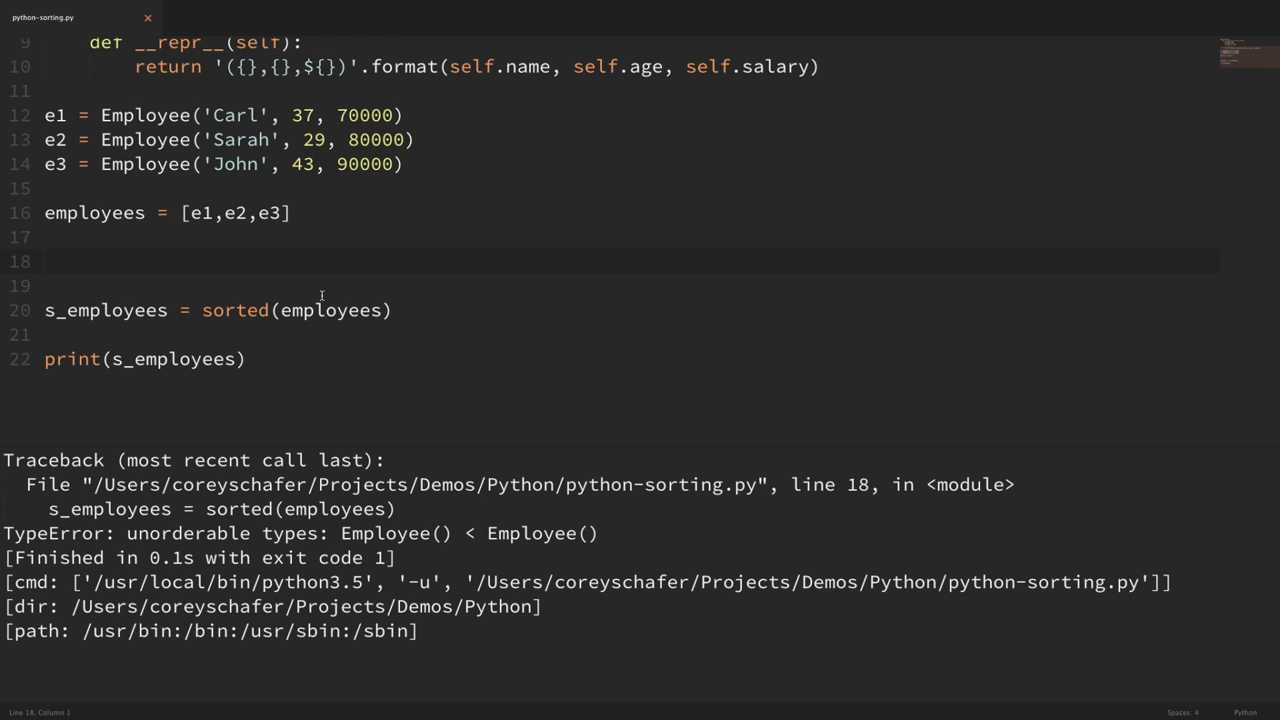 python-sorting.py ×
9     def __repr__(self):
10         return '({},{},${})'.format(self.name, self.age, self.salary)
11
12 e1 = Employee('Carl', 37, 70000)
13 e2 = Employee('Sarah', 29, 80000)
14 e3 = Employee('John', 43, 90000)
15
16 employees = [e1,e2,e3]
17
18
19
20 s_employees = sorted(employees)
21
22 print(s_employees)
Traceback (most recent call last):
  File "/Users/coreyschafer/Projects/Demos/Python/python-sorting.py", line 18, in <module>
    s_employees = sorted(employees)
TypeError: unorderable types: Employee() < Employee()
[Finished in 0.1s with exit code 1]
[cmd: ['/usr/local/bin/python3.5', '-u', '/Users/coreyschafer/Projects/Demos/Python/python-sorting.py']]
[dir: /Users/coreyschafer/Projects/Demos/Python]
[path: /usr/bin:/bin:/usr/sbin:/sbin]
Line 18, Column 1 Spaces: 4 Python